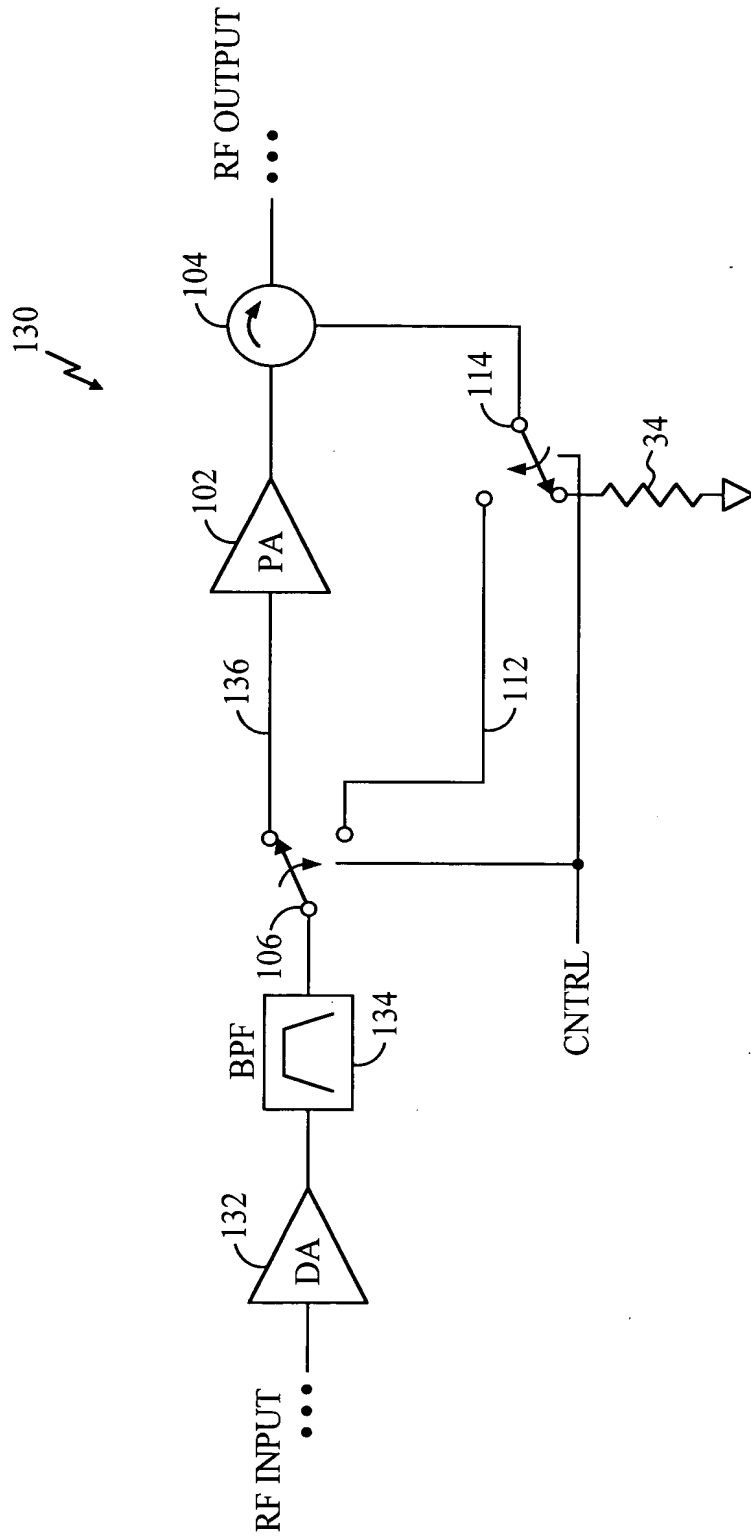 130
RF INPUT
132
DA
BPF
134
106
136
102
PA
104
RF OUTPUT
112
114
34
CNTRL